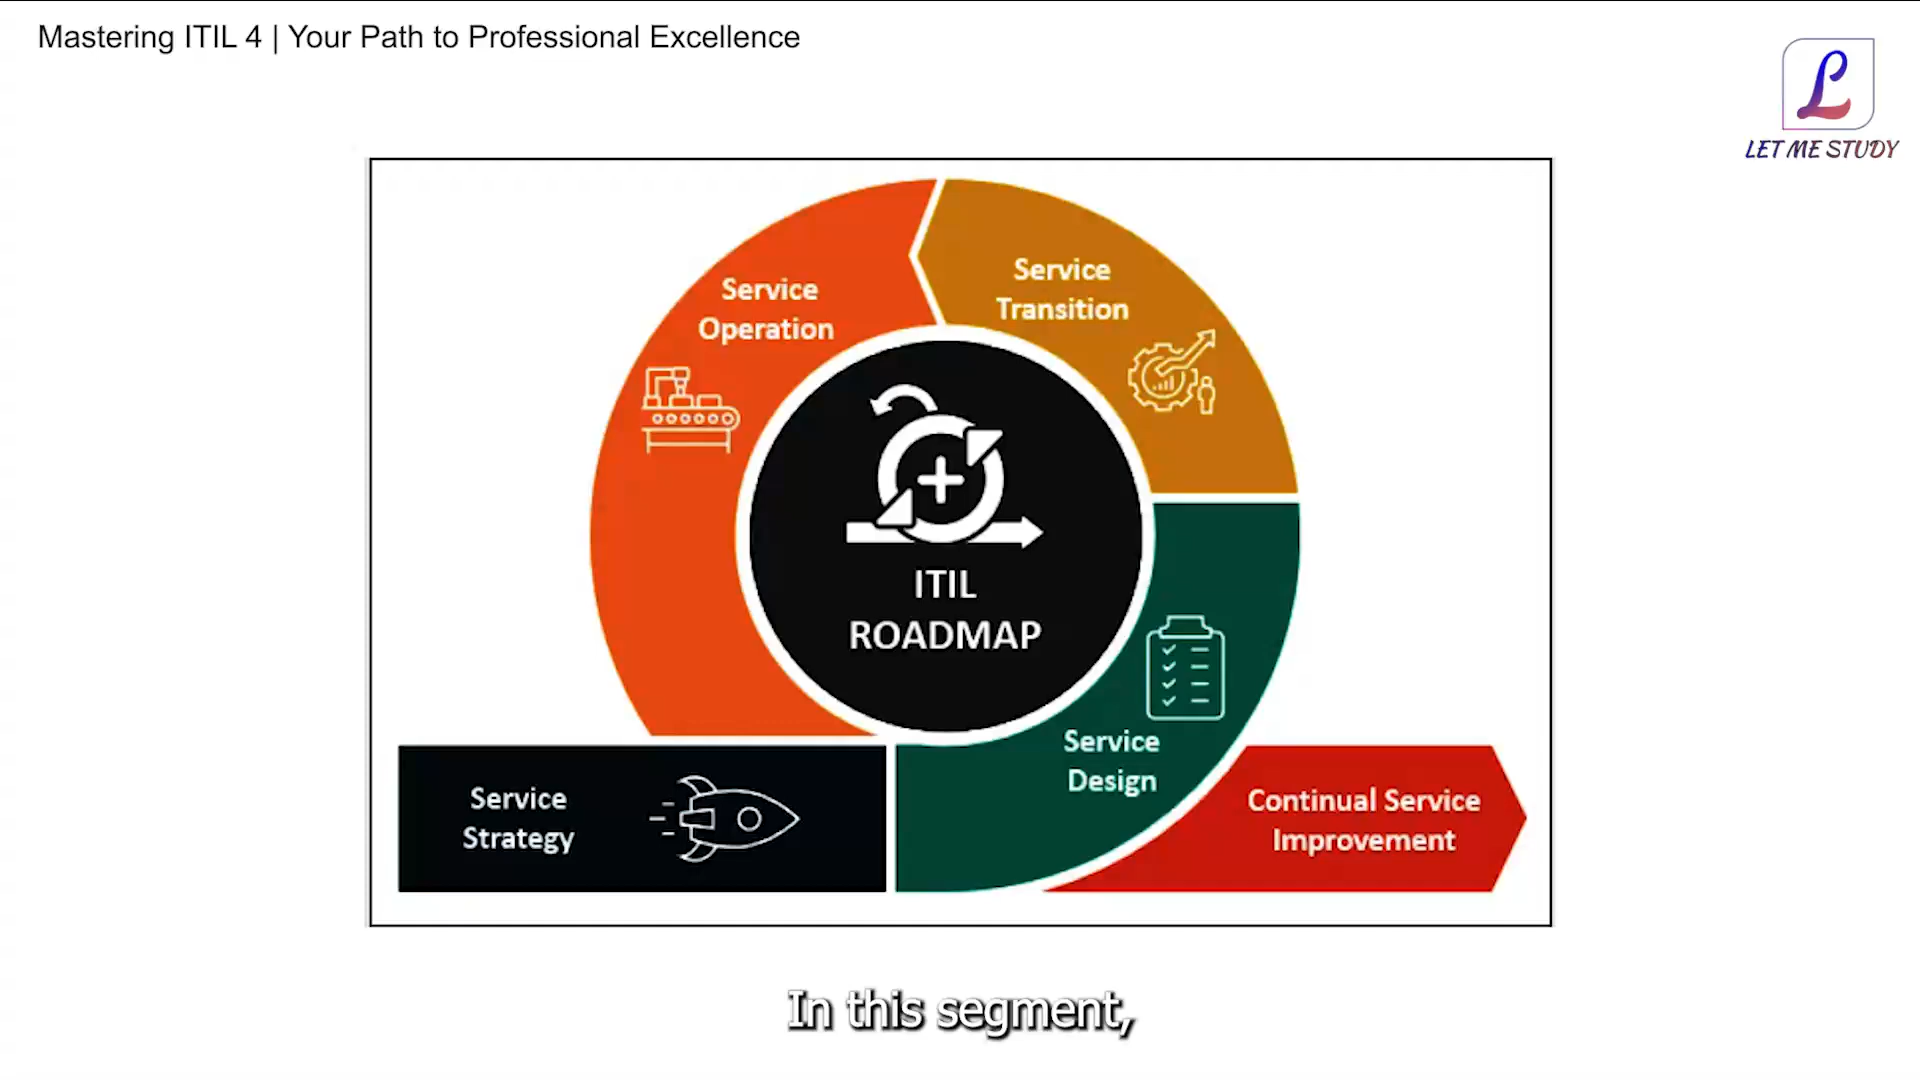 Mastering ITIL 4 | Your Path to Professional Excellence
L
LET ME STUDY
Service
Operation
Service
Transition
ITIL
ROADMAP
Service
Design
Service
Strategy
Continual Service
Improvement
In this segment,